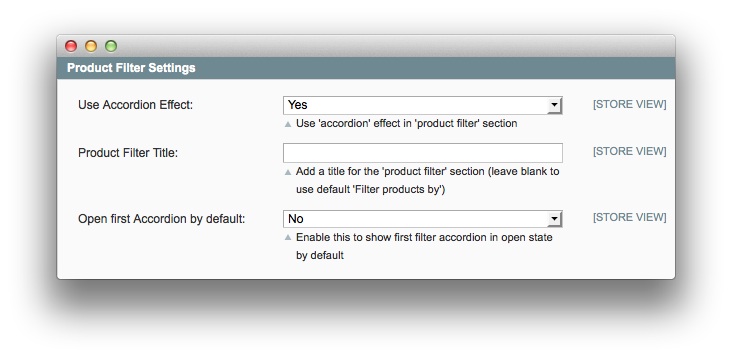 Product Filter Settings
Use Accordion Effect:
Yes
[STORE VIEW]
Use 'accordion' effect in 'product filter' section
Product Filter Title:
[STORE VIEW]
Add a title for the 'product filter' section (leave blank to
use default 'Filter products by')
Open first Accordion by default:
No
[STORE VIEW]
Enable this to show first filter accordion in open state
by default